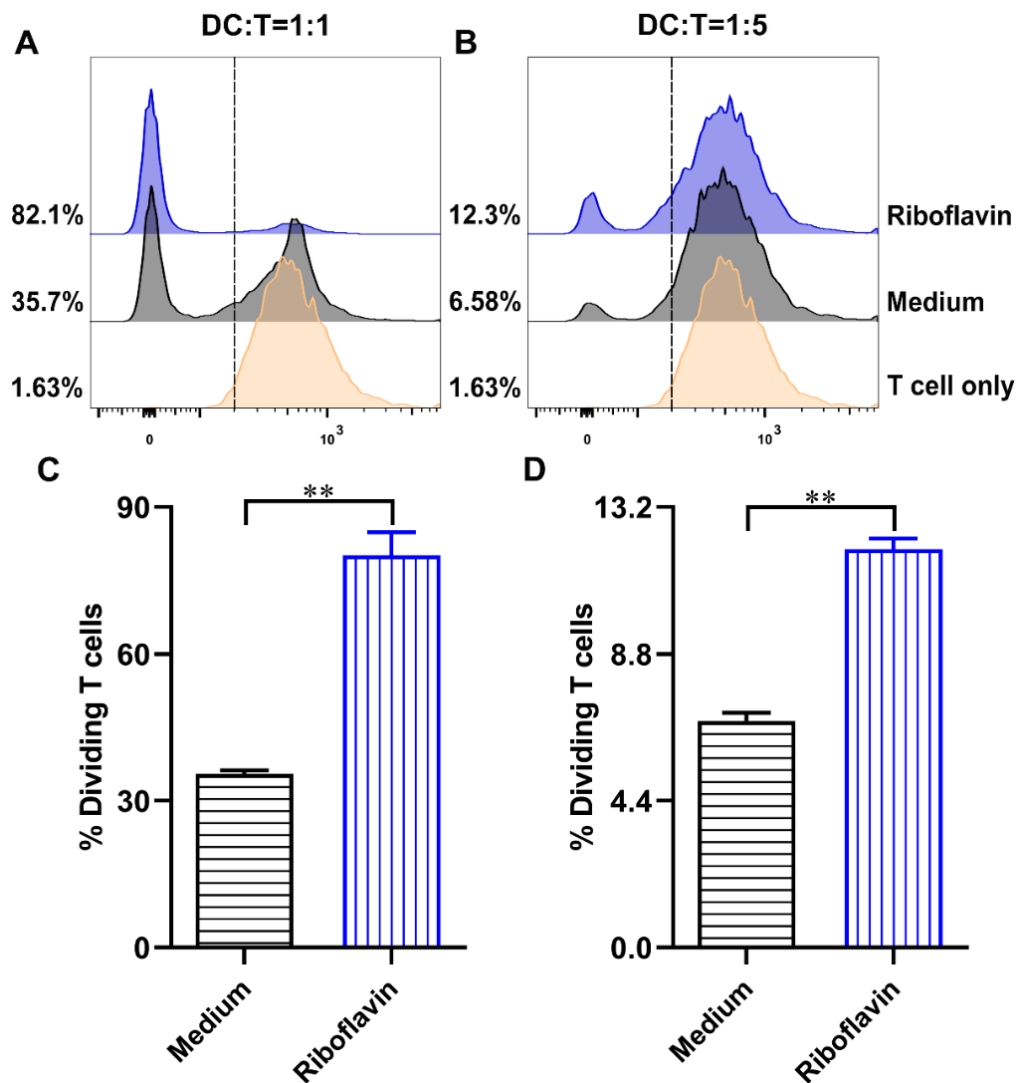 A DC:T=1:1 B DC:T=1:5
82.1% 12.3% Riboflavin
35.7% 6.58% Medium
1.63% 1.63% T cell only
0 10³ 0 10³
C
% Dividing T cells
90
60
30
0
**
Medium
Riboflavin
D
% Dividing T cells
13.2
8.8
4.4
0.0
**
Medium
Riboflavin